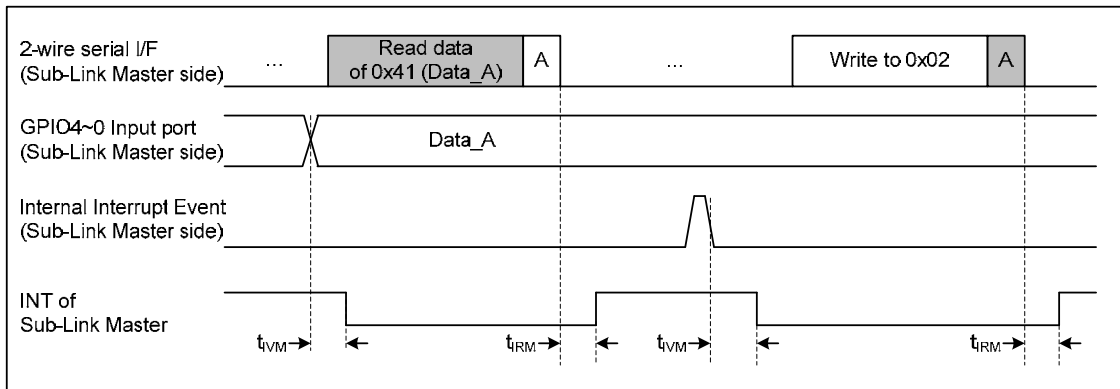 2-wire serial I/F
(Sub-Link Master side)
...
Read data
of 0x41 (Data_A)
A
...
Write to 0x02
A
GPIO4~0 Input port
(Sub-Link Master side)
Data_A
Internal Interrupt Event
(Sub-Link Master side)
INT of
Sub-Link Master
tIVM
tIRM
tIVM
tIRM